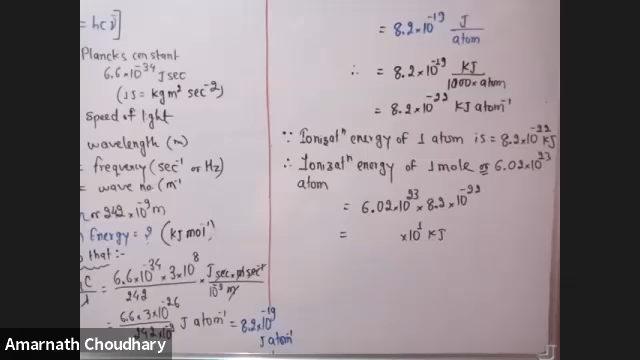 = hcν̄]
Plancks constant
6.6×10⁻³⁴ J sec
(1J = kg m² sec⁻²)
Speed of light
wavelength (m)
= frequency (sec⁻¹ or Hz)
= wave no. (m⁻¹
or 242 × 10⁻⁹ m
Energy = ? (KJ mol⁻¹)
that :-
C/λ = 6.6×10⁻³⁴ × 3×10⁸ / 242 × J sec × m sec⁻¹ / 10⁻⁹ m
= 6.6×3×10⁻²⁶ / 242×10⁻⁹ J atom⁻¹ = 8.2×10⁻¹⁹ J atom⁻¹
= 8.2×10⁻¹⁹ J/atom
∴ = 8.2×10⁻¹⁹ KJ / 1000 × atom
= 8.2×10⁻²² KJ atom⁻¹
∵ Ionizatⁿ energy of 1 atom is = 8.2×10⁻²² KJ
∴ Ionizatⁿ energy of 1 mole or 6.02×10²³
atom
= 6.02×10²³ × 8.2×10⁻²²
= ×10¹ KJ
Amarnath Choudhary